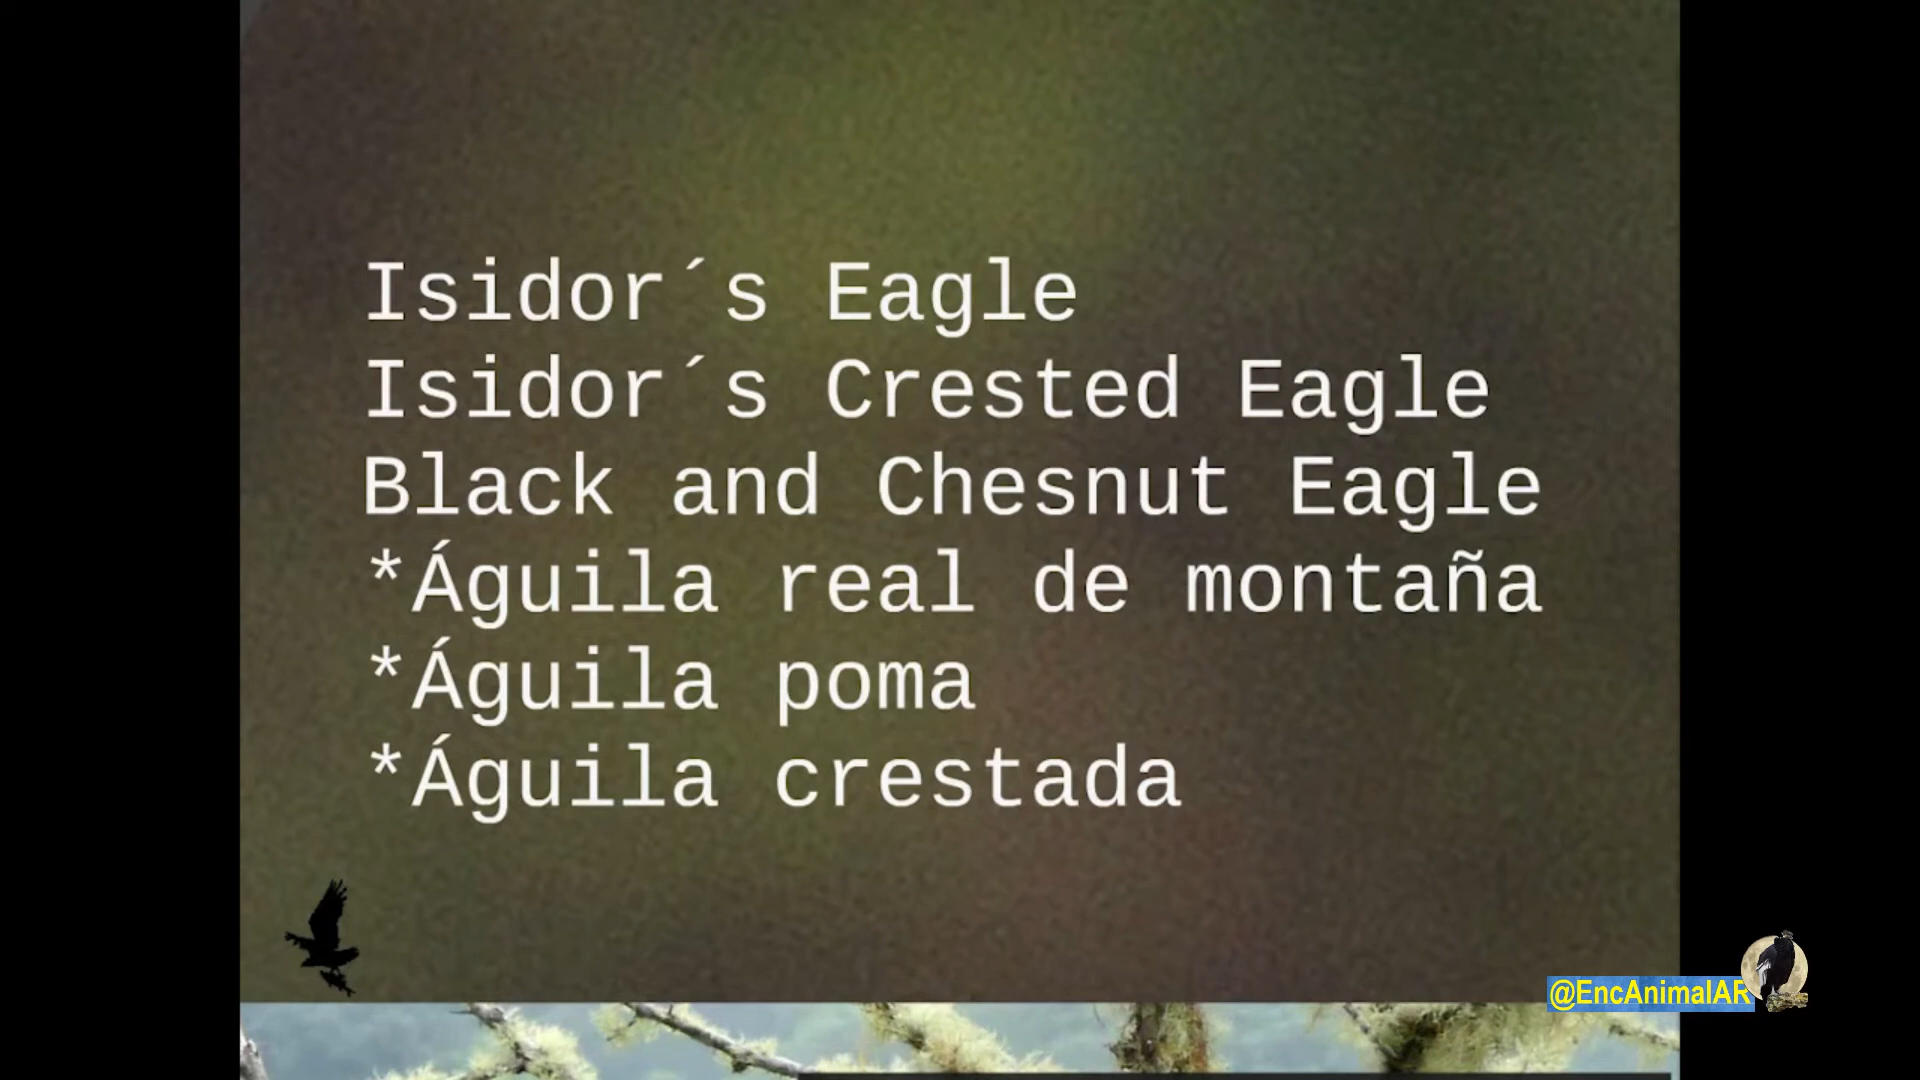 Isidor´s Eagle
Isidor´s Crested Eagle
Black and Chesnut Eagle
*Águila real de montaña
*Águila poma
*Águila crestada
@EncAnimalAR